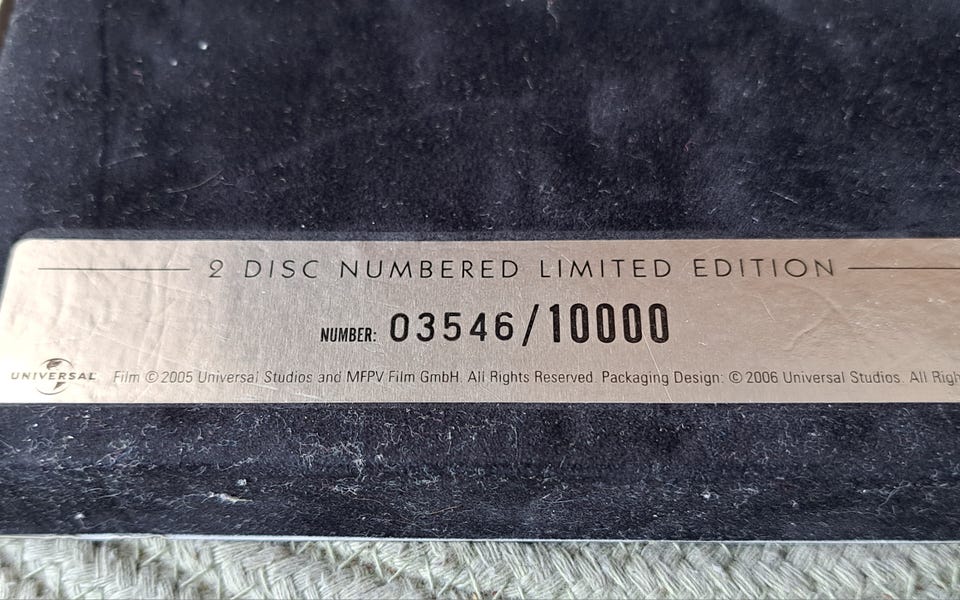 2 DISC NUMBERED LIMITED EDITION
NUMBER: 03546/10000
UNIVERSAL Film © 2005 Universal Studios and MFPV Film GmbH. All Rights Reserved. Packaging Design: © 2006 Universal Studios. All Righ